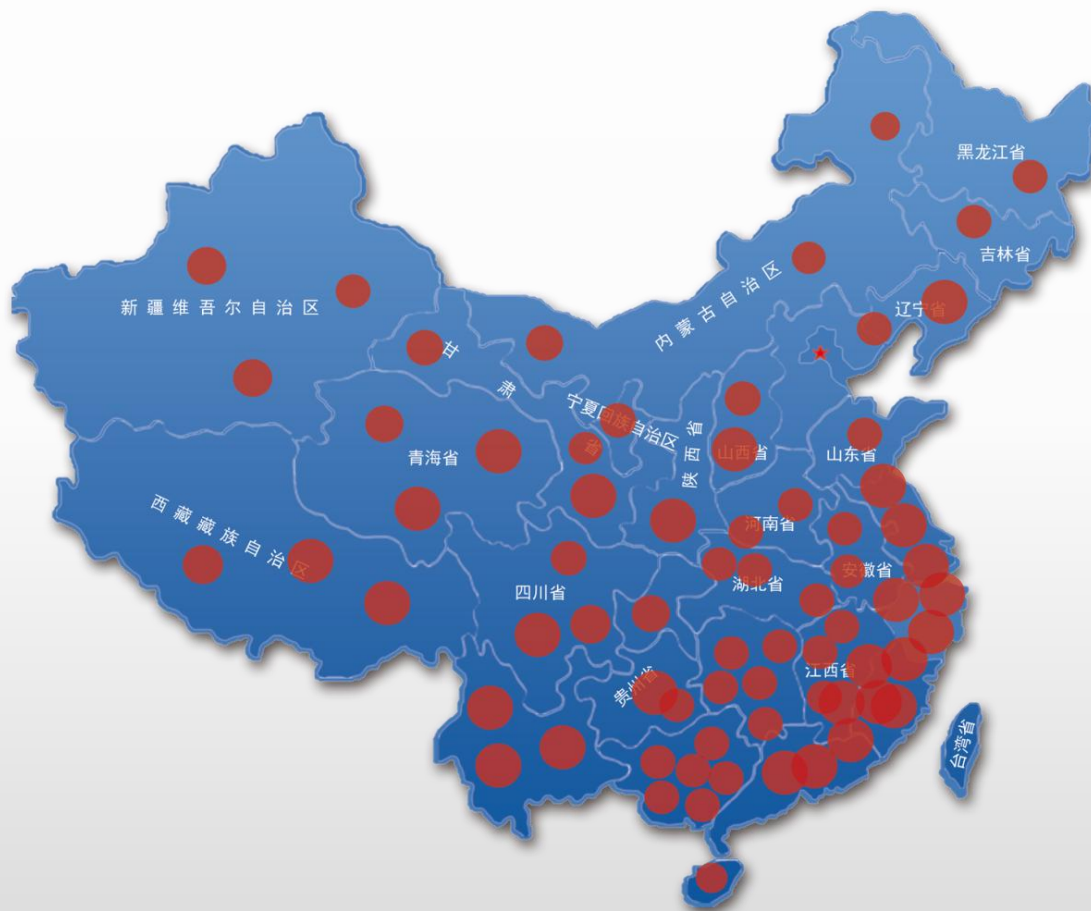 黑龙江省
吉林省
辽宁省
内蒙古自治区
新疆维吾尔自治区
甘肃省
宁夏回族自治区
青海省
陕西省
山西省
山东省
西藏藏族自治区
河南省
四川省
湖北省
安徽省
贵州省
江西省
台湾省